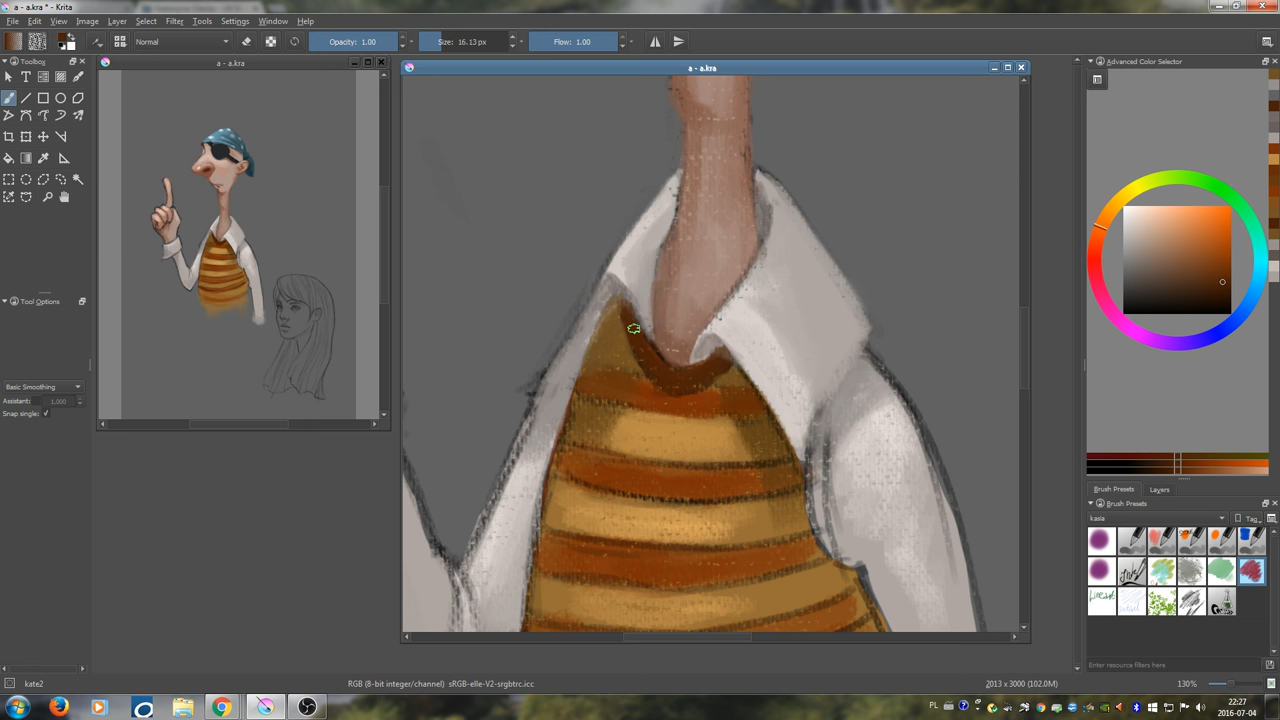 a - a.kra * - Krita
File Edit View Image Layer Select Filter Tools Settings Window Help
Normal Opacity: 1.00 Size: 16.13 px Flow: 1.00
Toolbox
a - a.kra
a - a.kra
Advanced Color Selector
Tool Options
Basic Smoothing
Assistant: 1.000
Snap single:
Brush Presets Layers
Brush Presets
kasia Tag
Enter resource filters here
kate2 RGB (8-bit integer/channel) sRGB-elle-V2-srgbtrc.icc 2013 x 3000 (102.0M) 130%
PL 22:27
2016-07-04